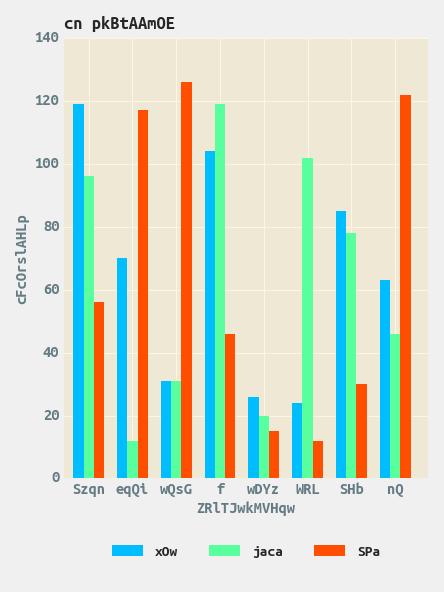 cn pkBtAAmOE
140
120
100
80
60
40
20
0
cFcOrslAHLp
Szqn eqQi wQsG f wDYz WRL SHb nQ
ZRlTJwkMVHqw
xOw jaca SPa